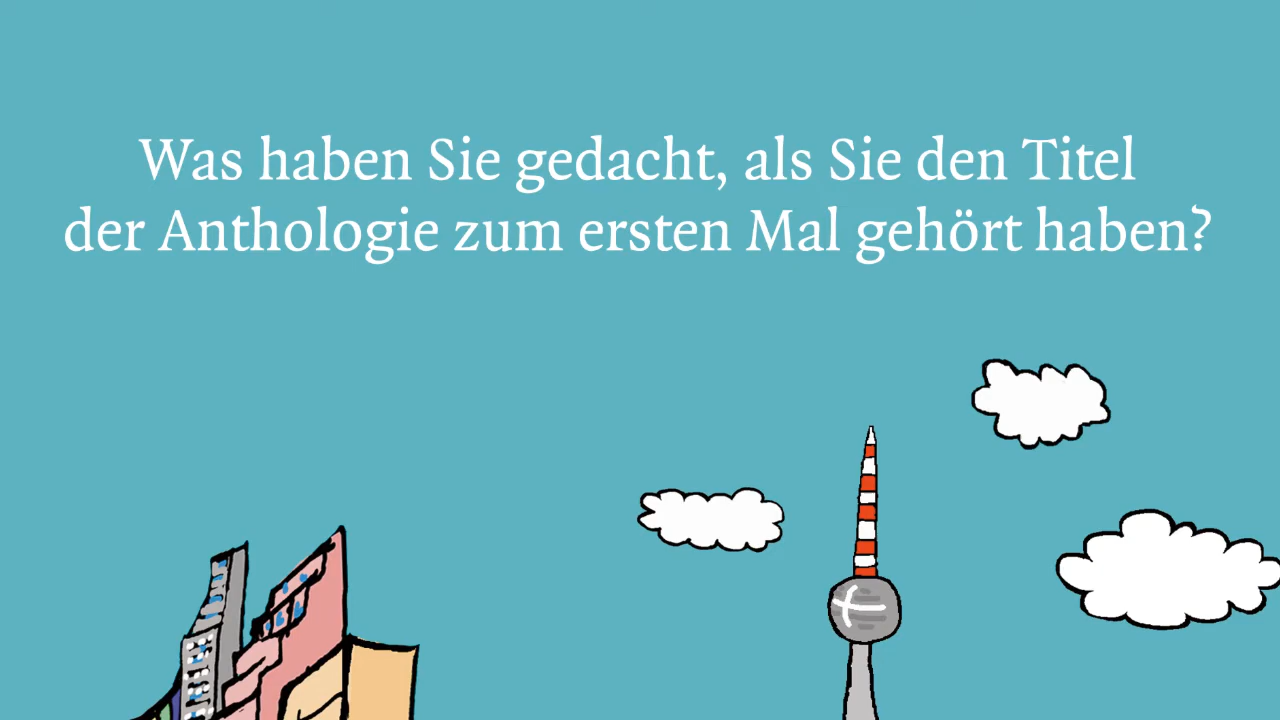 Was haben Sie gedacht, als Sie den Titel
der Anthologie zum ersten Mal gehört haben?